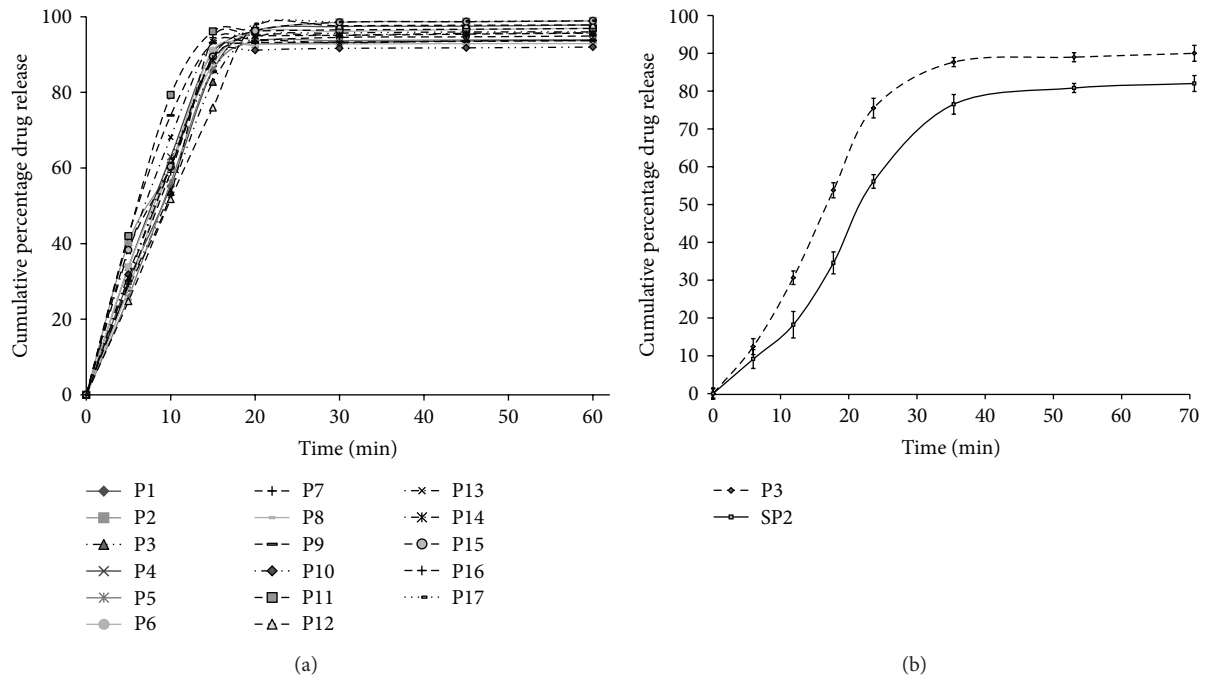 Cumulative percentage drug release
100
80
60
40
20
0
0 10 20 30 40 50 60
Time (min)
P1 P7 P13
P2 P8 P14
P3 P9 P15
P4 P10 P16
P5 P11 P17
P6 P12
(a)
Cumulative percentage drug release
100
90
80
70
60
50
40
30
20
10
0
0 10 20 30 40 50 60 70
Time (min)
P3
SP2
(b)